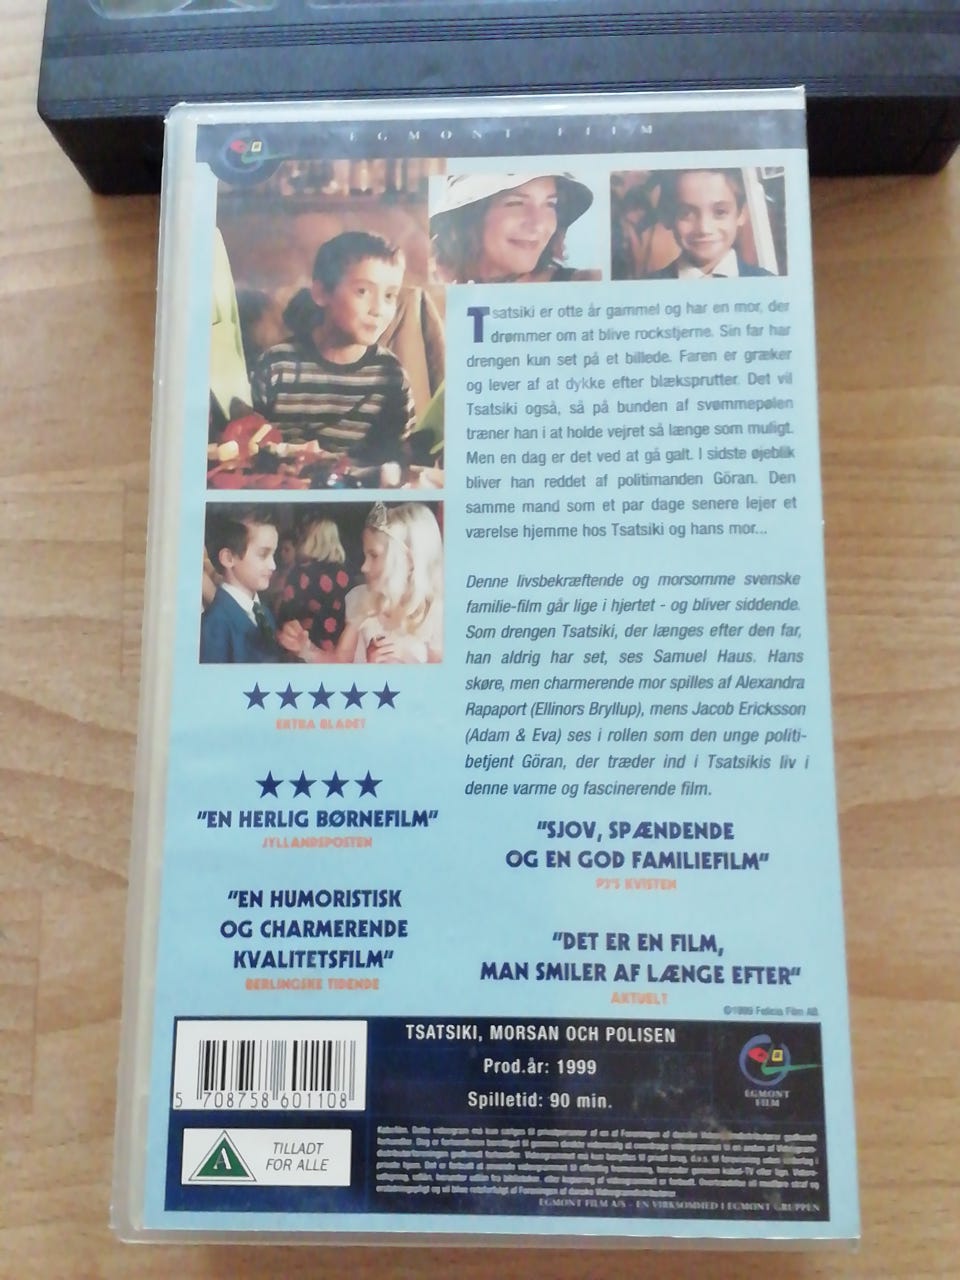 EGMONT FILM
Tsatsiki er otte år gammel og har en mor, der
drømmer om at blive rockstjerne. Sin far har
drengen kun set på et billede. Faren er græker
og lever af at dykke efter blæksprutter. Det vil
Tsatsiki også, så på bunden af svømmepølen
træner han i at holde vejret så længe som muligt.
Men en dag er det ved at gå galt. I sidste øjeblik
bliver han reddet af politimanden Göran. Den
samme mand som et par dage senere lejer et
værelse hjemme hos Tsatsiki og hans mor...
Denne livsbekræftende og morsomme svenske
familie-film går lige i hjertet - og bliver siddende.
Som drengen Tsatsiki, der længes efter den far,
han aldrig har set, ses Samuel Haus. Hans
skøre, men charmerende mor spilles af Alexandra
Rapaport (Ellinors Bryllup), mens Jacob Ericksson
(Adam & Eva) ses i rollen som den unge politi-
betjent Göran, der træder ind i Tsatsikis liv i
denne varme og fascinerende film.
★★★★★
EKTRA BLADET
★★★★
"EN HERLIG BØRNEFILM"
JYLLANDSPOSTEN
"EN HUMORISTISK
OG CHARMERENDE
KVALITETSFILM"
BERLINGSKE TIDENDE
"SJOV, SPÆNDENDE
OG EN GOD FAMILIEFILM"
P3'S KVISTEN
"DET ER EN FILM,
MAN SMILER AF LÆNGE EFTER"
AKTUELT
©1999 Felicia Film AB
TSATSIKI, MORSAN OCH POLISEN
Prod.år: 1999
Spilletid: 90 min.
EGMONT
FILM
5 708758 601108
A
TILLADT
FOR ALLE
EGMONT FILM A/S - EN VIRKSOMHED I EGMONT GRUPPEN